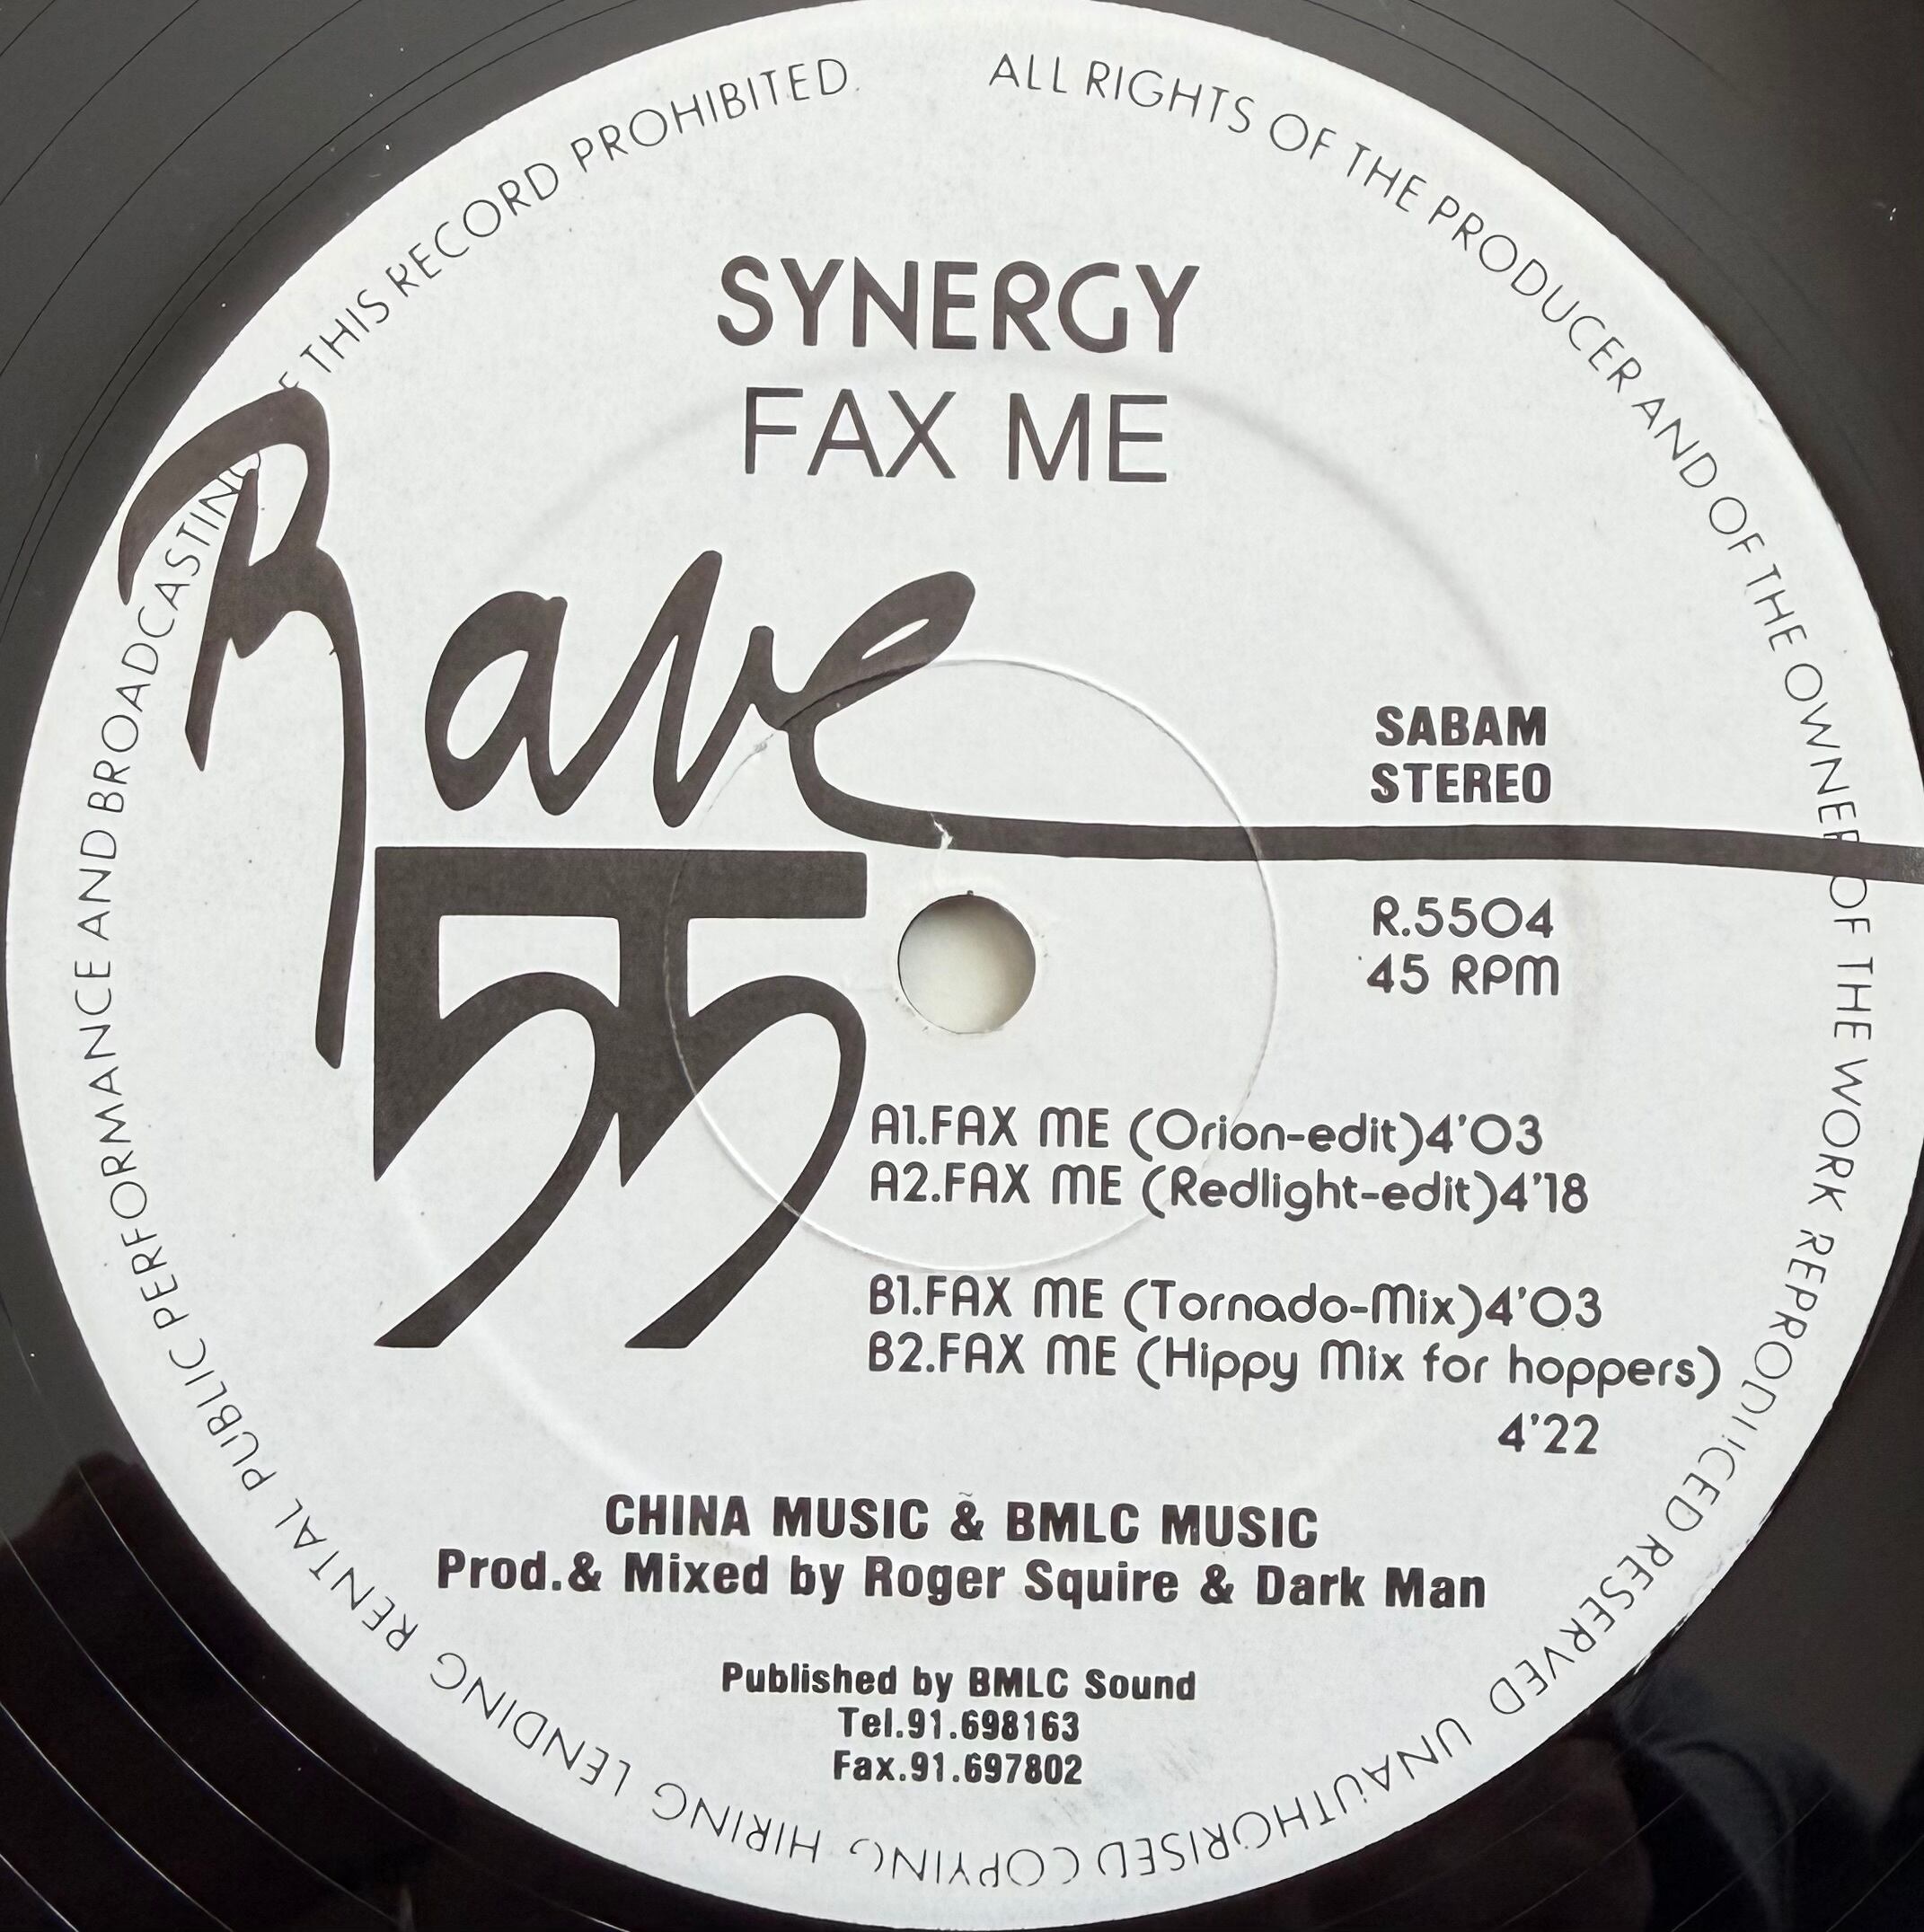 ALL RIGHTS OF THE PRODUCER AND OF THE OWNER OF THE WORK REPRODUCED RESERVED UNAUTHORISED COPYING HIRING LENDING RENTAL PUBLIC PERFORMANCE AND BROADCASTING OF THIS RECORD PROHIBITED.
SYNERGY
FAX ME
Rave
55
SABAM
STEREO
R.5504
45 RPM
A1.FAX ME (Orion-edit)4'03
A2.FAX ME (Redlight-edit)4'18
B1.FAX ME (Tornado-Mix)4'03
B2.FAX ME (Hippy Mix for hoppers)
4'22
CHINA MUSIC & BMLC MUSIC
Prod.& Mixed by Roger Squire & Dark Man
Published by BMLC Sound
Tel.91.698163
Fax.91.697802